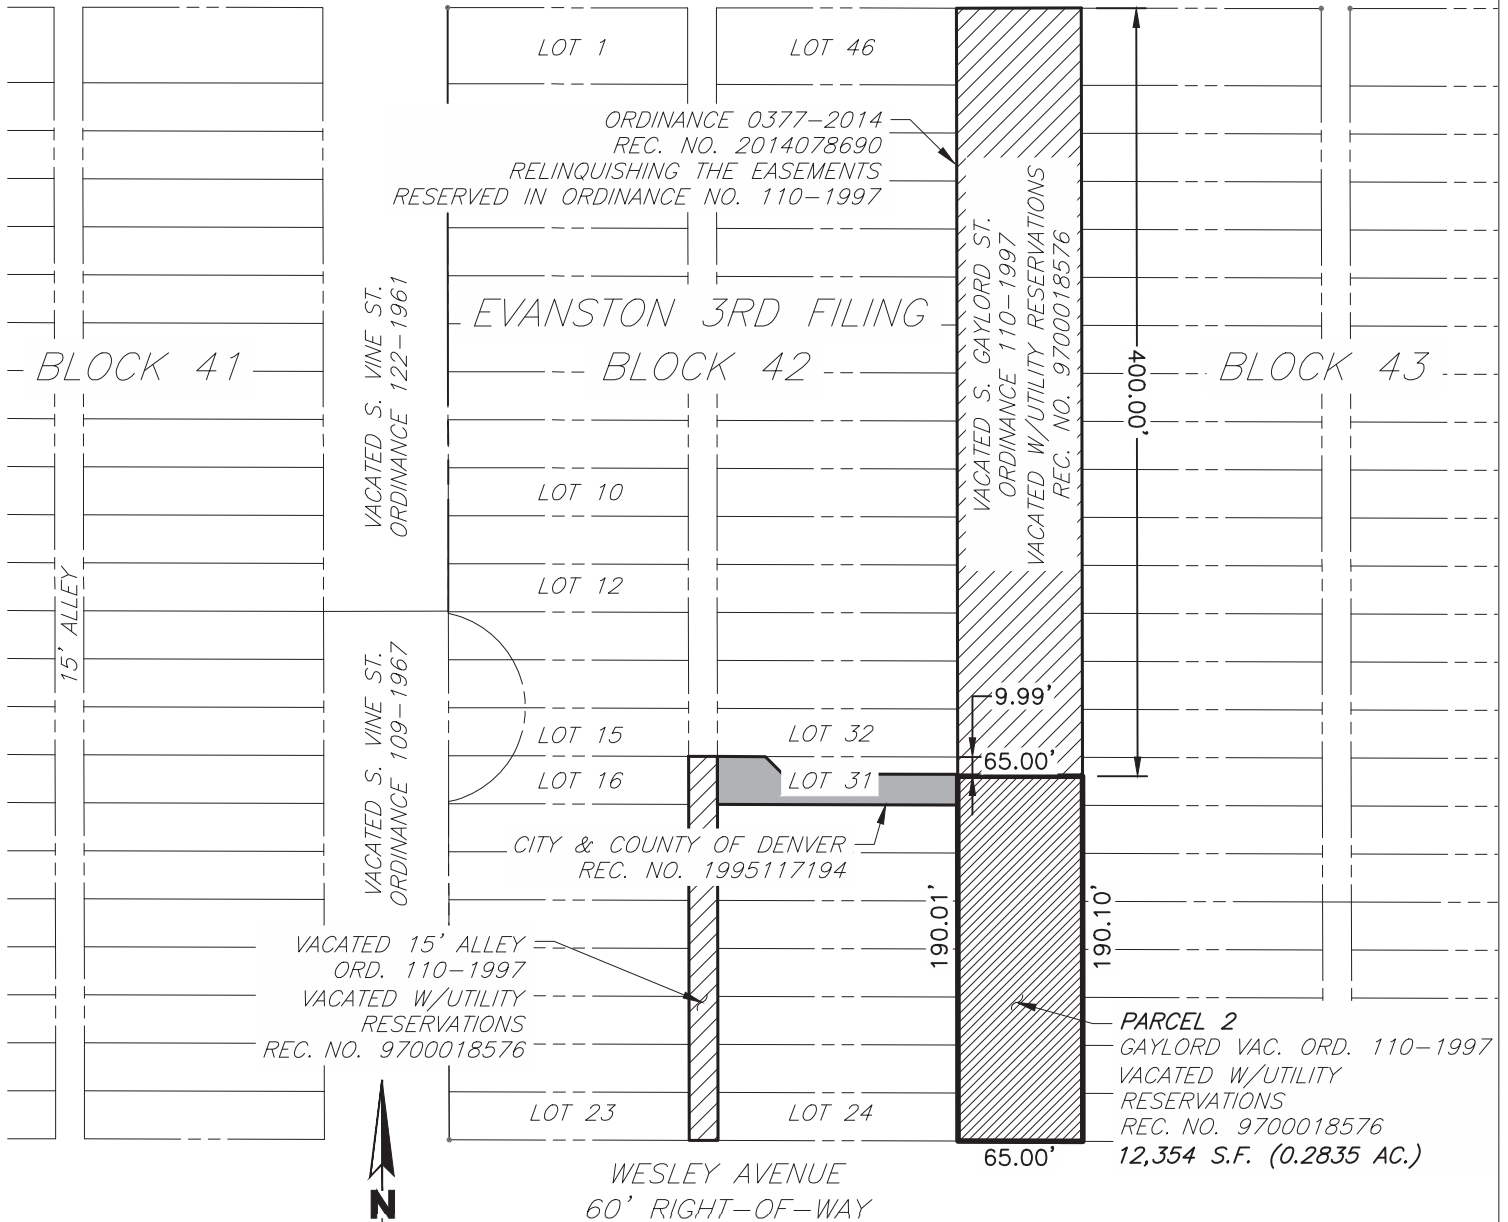 LOT 1
LOT 46
ORDINANCE 0377-2014
REC. NO. 2014078690
RELINQUISHING THE EASEMENTS
RESERVED IN ORDINANCE NO. 110-1997
VACATED S. GAYLORD ST.
ORDINANCE 110-1997
VACATED W/UTILITY RESERVATIONS
REC. NO. 9700018576
VACATED S. VINE ST.
ORDINANCE 122-1961
EVANSTON 3RD FILING
BLOCK 41
BLOCK 42
BLOCK 43
400.00'
LOT 10
LOT 12
15' ALLEY
VACATED S. VINE ST.
ORDINANCE 109-1967
9.99'
LOT 15
LOT 32
65.00'
LOT 16
LOT 31
CITY & COUNTY OF DENVER
REC. NO. 1995117194
190.01'
190.10'
VACATED 15' ALLEY
ORD. 110-1997
VACATED W/UTILITY
RESERVATIONS
REC. NO. 9700018576
PARCEL 2
GAYLORD VAC. ORD. 110-1997
VACATED W/UTILITY
RESERVATIONS
REC. NO. 9700018576
12,354 S.F. (0.2835 AC.)
LOT 23
LOT 24
65.00'
WESLEY AVENUE
60' RIGHT-OF-WAY
N